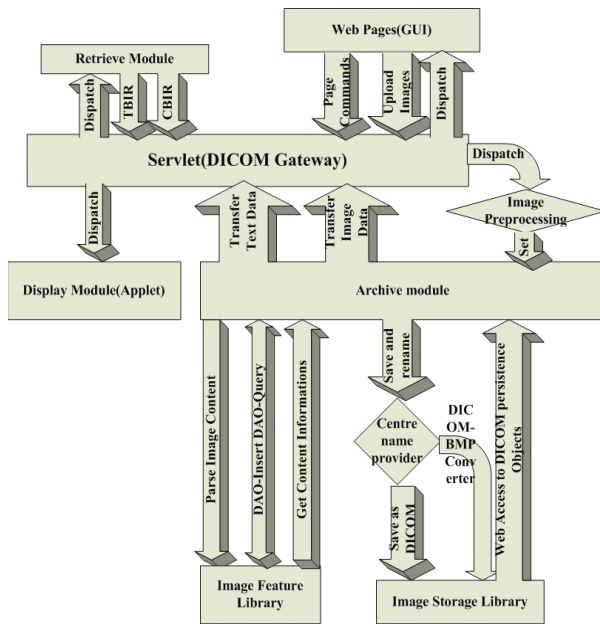 Web Pages(GUI)
Retrieve Module
Dispatch
TBIR
CBIR
Page
Commands
Upload
Images
Dispatch
Servlet(DICOM Gateway)
Dispatch
Image
Preprocessing
Set
Dispatch
Transfer
Text Data
Transfer
Image
Data
Display Module(Applet)
Archive module
Parse Image Content
DAO-Insert DAO-Query
Get Content Informations
Save and
rename
Centre
name
provider
DIC
OM-
BMP
Conv
erter
Web Access to DICOM persistence
Objects
Save as
DICOM
Image Feature
Library
Image Storage Library